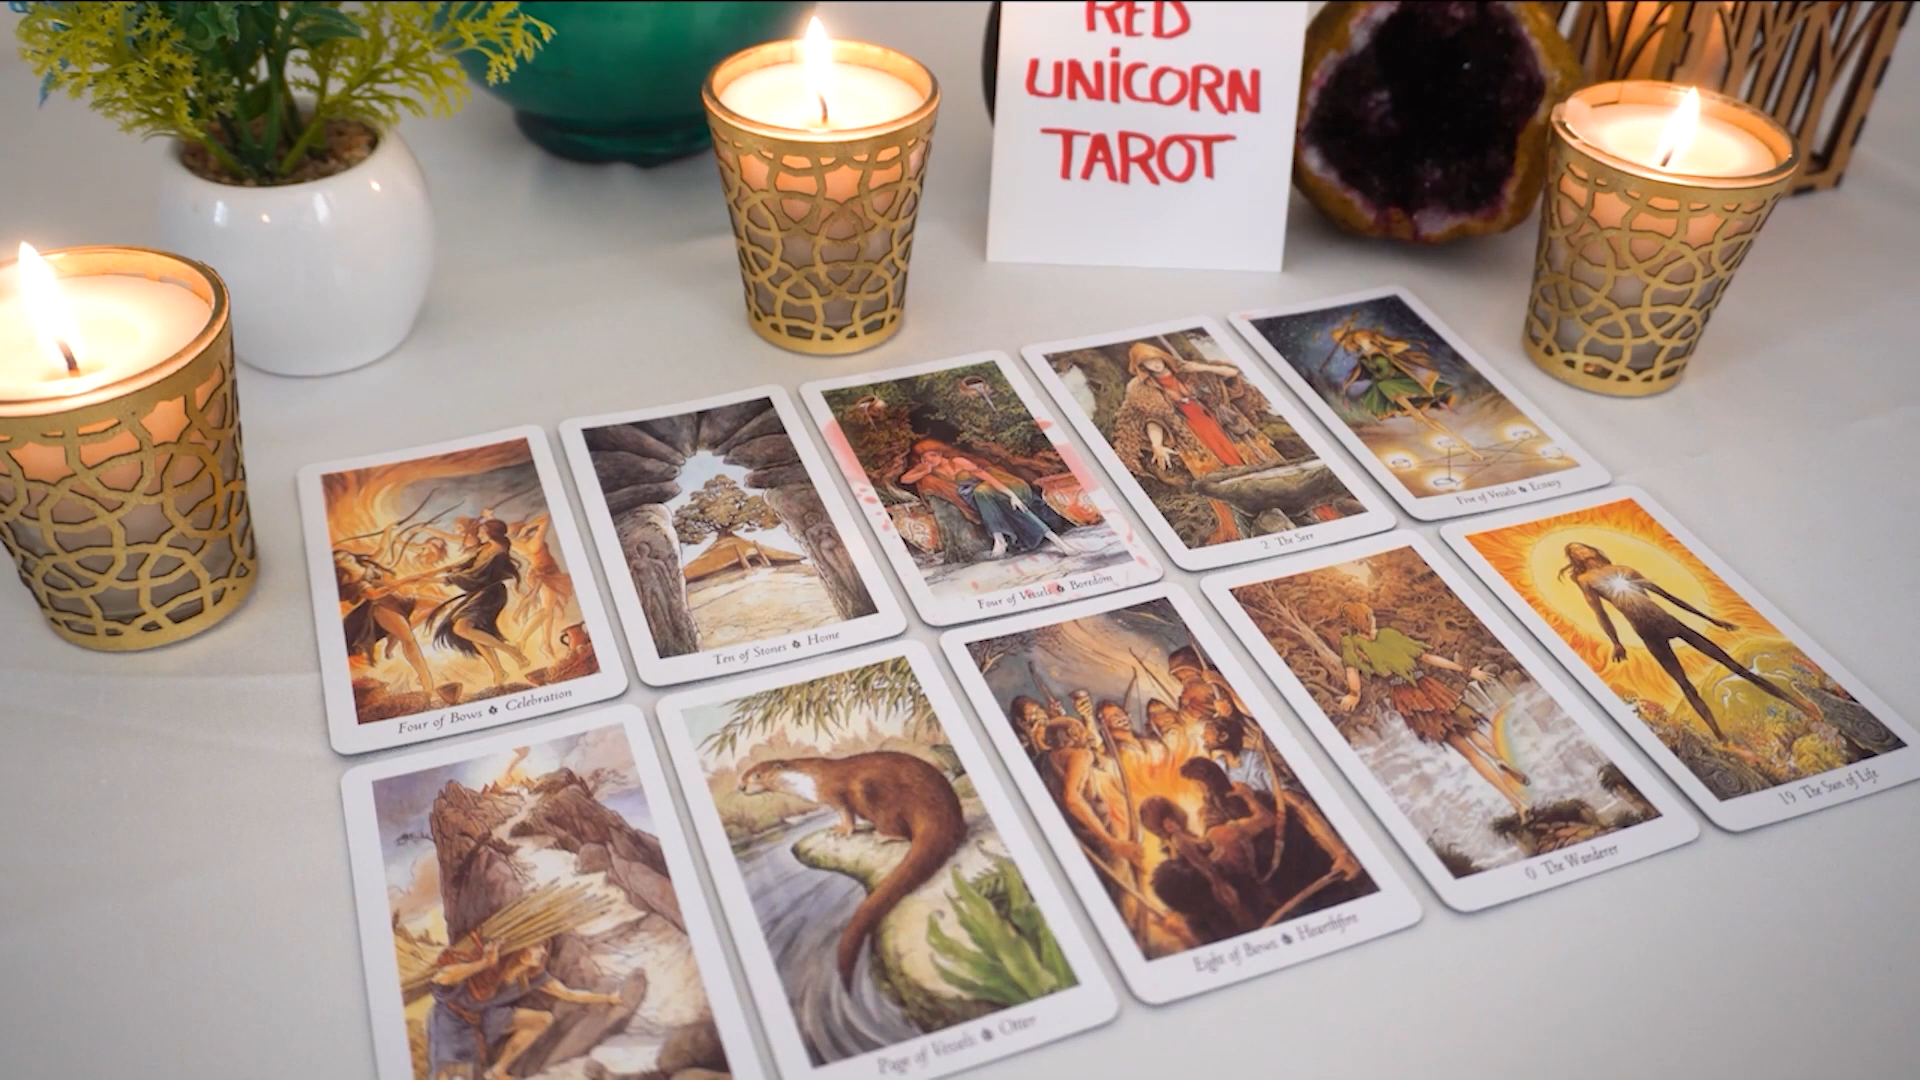 RED
UNiCORN
TAROT
Four of Bows Celebration
Ten of Stones Home
Four of Vessels Boredom
2 The Seer
Five of Vessels Ecstasy
Page of Vessels Otter
Eight of Bows Hearthfire
0 The Wanderer
19 The Sun of Life